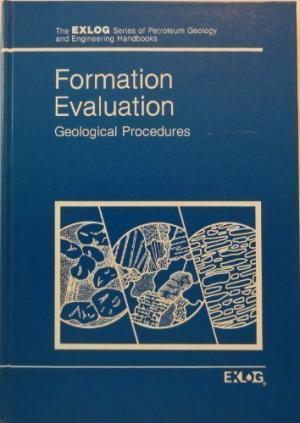 The EXLOG Series of Petroleum Geology
and Engineering Handbooks
Formation
Evaluation
Geological Procedures
EXLOG®